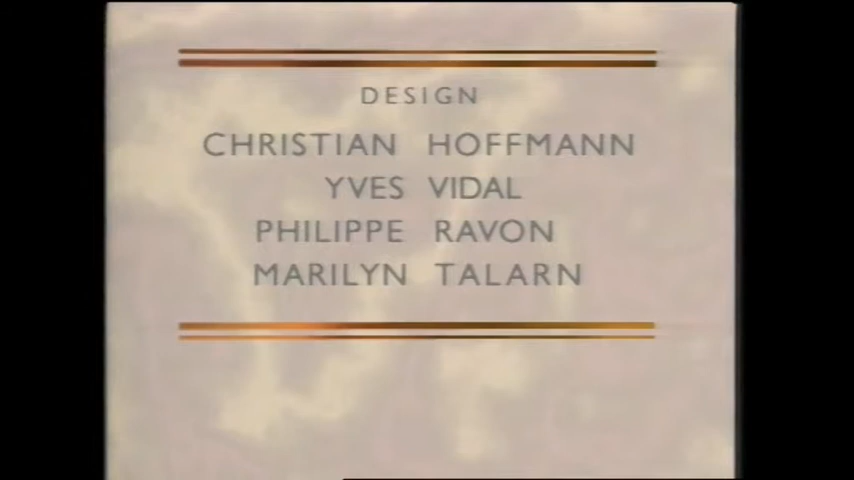 DESIGN
CHRISTIAN HOFFMANN
YVES VIDAL
PHILIPPE RAVON
MARILYN TALARN